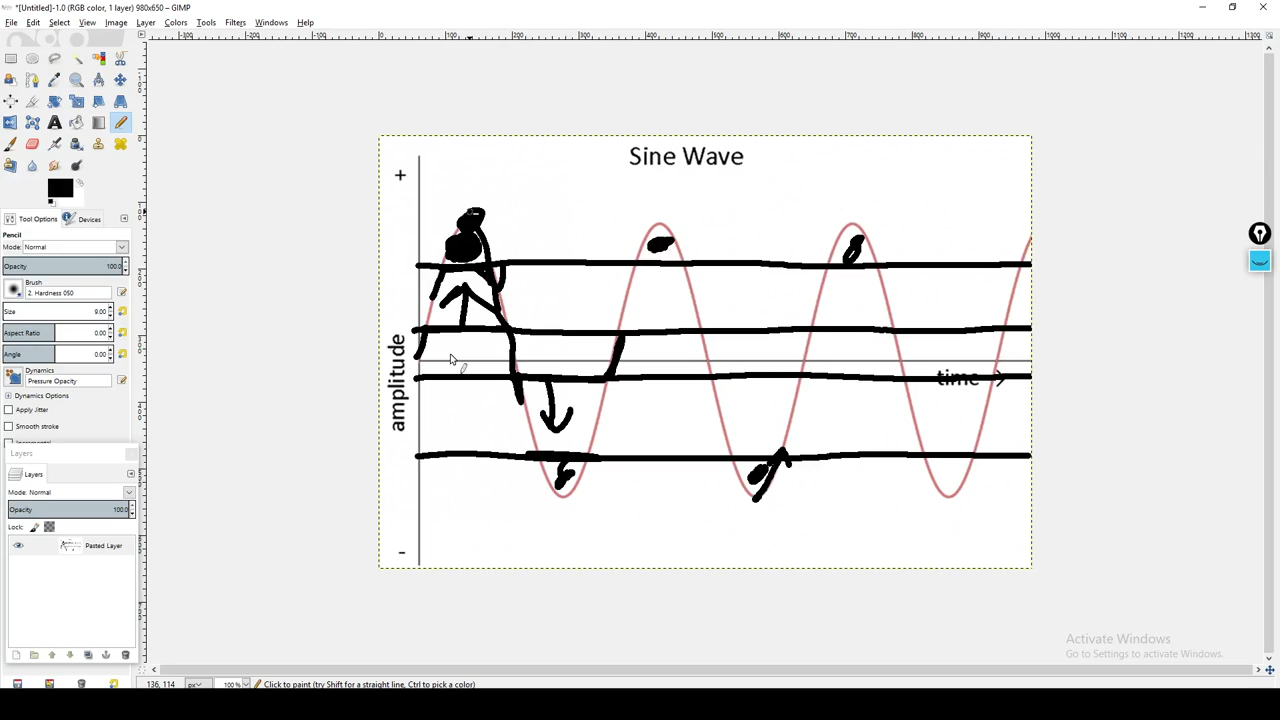 *[Untitled]-1.0 (RGB color, 1 layer) 980x650 – GIMP
File Edit Select View Image Layer Colors Tools Filters Windows Help
Tool Options Devices
Pencil
Mode: Normal
Opacity 100.0
Brush
2. Hardness 050
Size 9.00
Aspect Ratio 0.00
Angle 0.00
Dynamics
Pressure Opacity
Dynamics Options
Apply Jitter
Smooth stroke
Layers
Layers
Mode: Normal
Opacity 100.0
Lock:
Pasted Layer
Sine Wave
+
amplitude
time →
-
Activate Windows
Go to Settings to activate Windows.
136, 114 px 100 % Click to paint (try Shift for a straight line, Ctrl to pick a color)